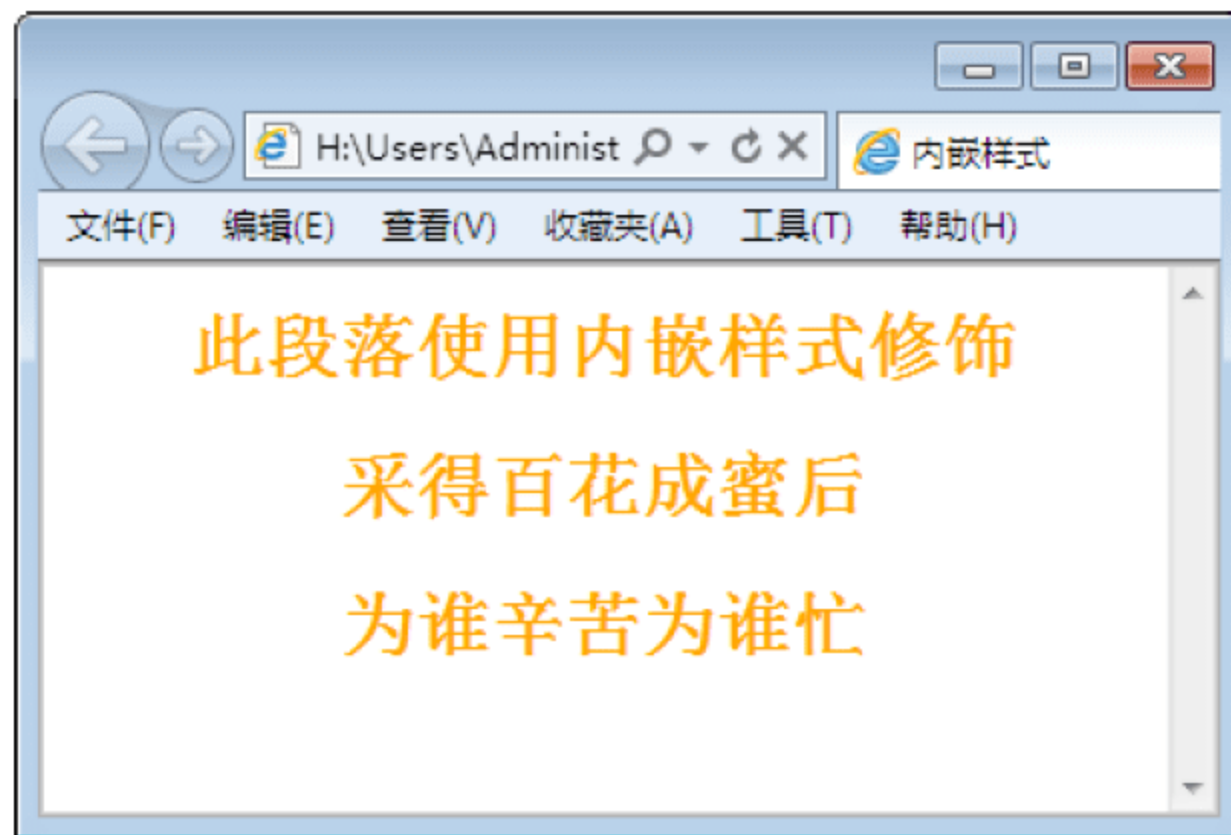 H:\Users\Administ
内嵌样式
文件(F) 编辑(E) 查看(V) 收藏夹(A) 工具(T) 帮助(H)
此段落使用内嵌样式修饰
采得百花成蜜后
为谁辛苦为谁忙